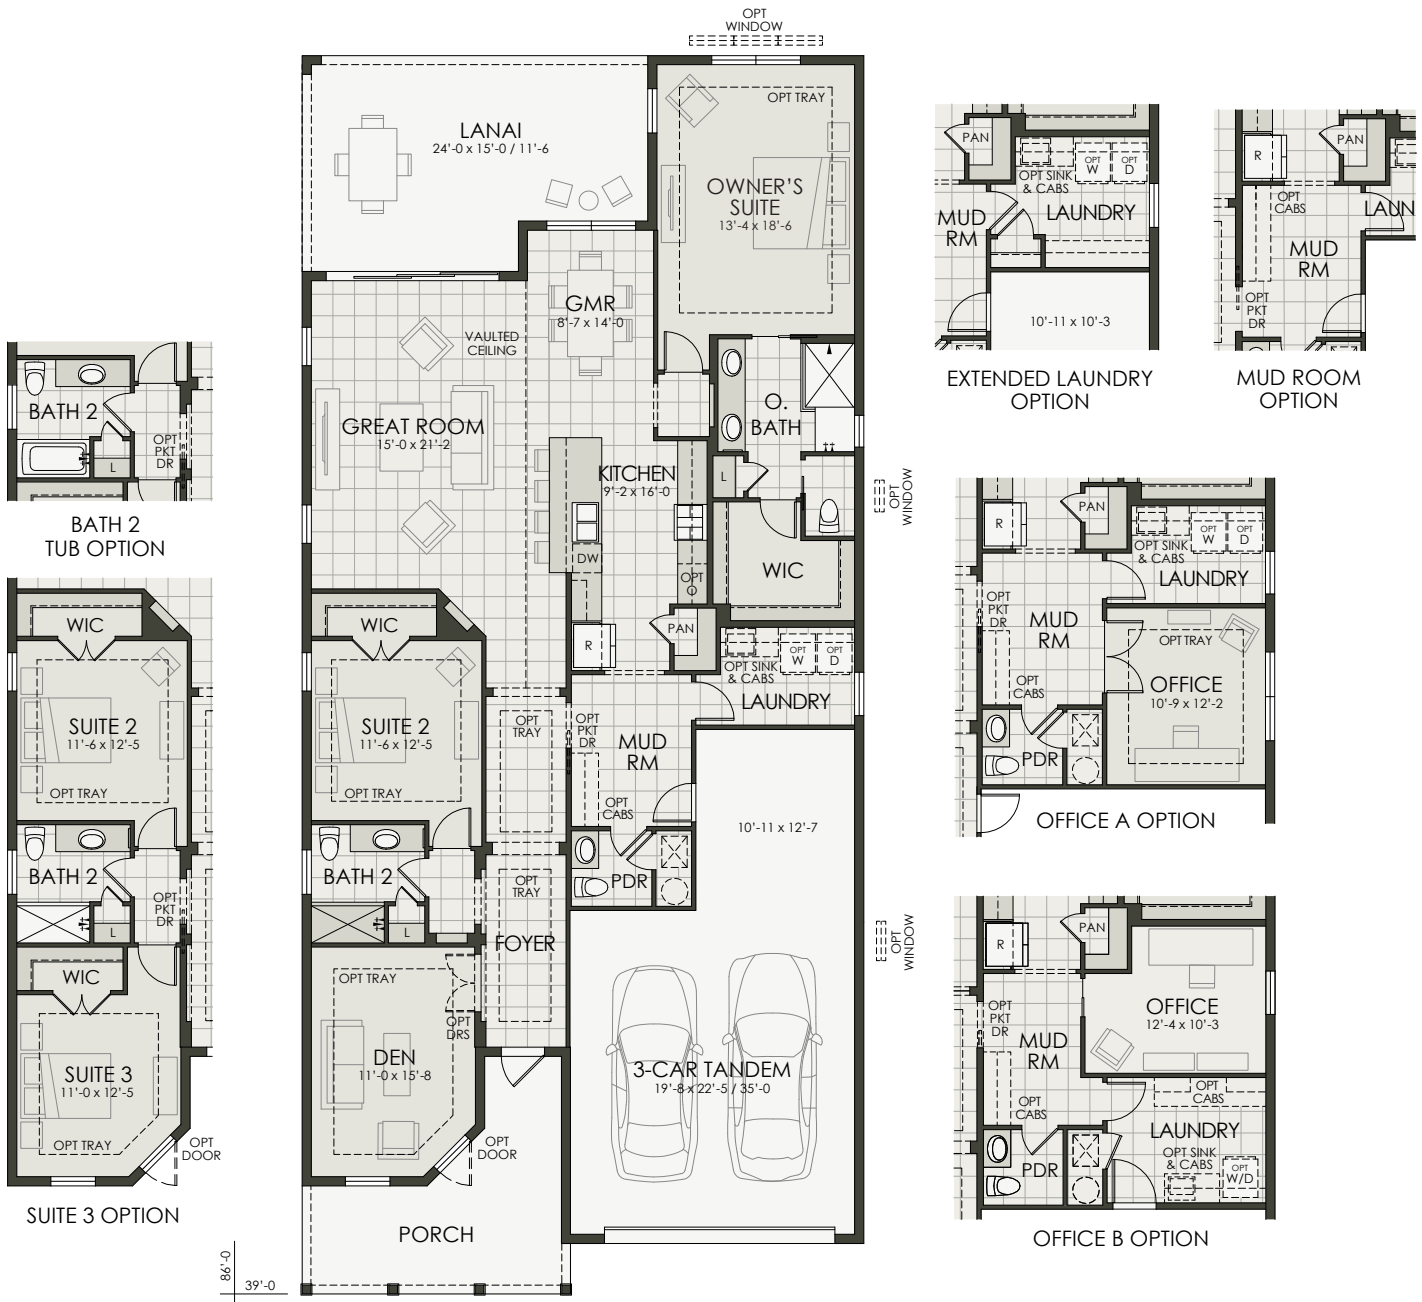 OPT
WINDOW
LANAI
24'-0 x 15'-0 / 11'-6
OPT TRAY
OWNER'S
SUITE
13'-4 x 18'-6
GMR
8'-7 x 14'-0
VAULTED
CEILING
GREAT ROOM
15'-0 x 21'-2
O.
BATH
KITCHEN
9'-2 x 16'-0
L
DW
OPT
O
WIC
OPT
WINDOW
WIC
R
PAN
OPT SINK
& CABS
OPT
W
OPT
D
LAUNDRY
SUITE 2
11'-6 x 12'-5
OPT TRAY
OPT
TRAY
OPT
PKT
DR
MUD
RM
OPT
CABS
10'-11 x 12'-7
BATH 2
L
OPT
TRAY
PDR
FOYER
OPT
WINDOW
OPT TRAY
OPT
DRS
DEN
11'-0 x 15'-8
3-CAR TANDEM
19'-8 x 22'-5 / 35'-0
OPT
DOOR
PORCH
86'-0
39'-0
BATH 2
OPT
PKT
DR
L
BATH 2
TUB OPTION
WIC
SUITE 2
11'-6 x 12'-5
OPT TRAY
BATH 2
OPT
PKT
DR
L
WIC
SUITE 3
11'-0 x 12'-5
OPT TRAY
OPT
DOOR
SUITE 3 OPTION
PAN
OPT SINK
& CABS
OPT
W
OPT
D
MUD
RM
LAUNDRY
10'-11 x 10'-3
EXTENDED LAUNDRY
OPTION
R
PAN
OPT
CABS
LAUN
MUD
RM
OPT
PKT
DR
MUD ROOM
OPTION
R
PAN
OPT SINK
& CABS
OPT
W
OPT
D
LAUNDRY
OPT
PKT
DR
MUD
RM
OPT TRAY
OPT
CABS
OFFICE
10'-9 x 12'-2
PDR
OFFICE A OPTION
R
PAN
OFFICE
12'-4 x 10'-3
OPT
PKT
DR
MUD
RM
OPT
CABS
OPT
CABS
LAUNDRY
OPT SINK
& CABS
OPT
W/D
PDR
OFFICE B OPTION